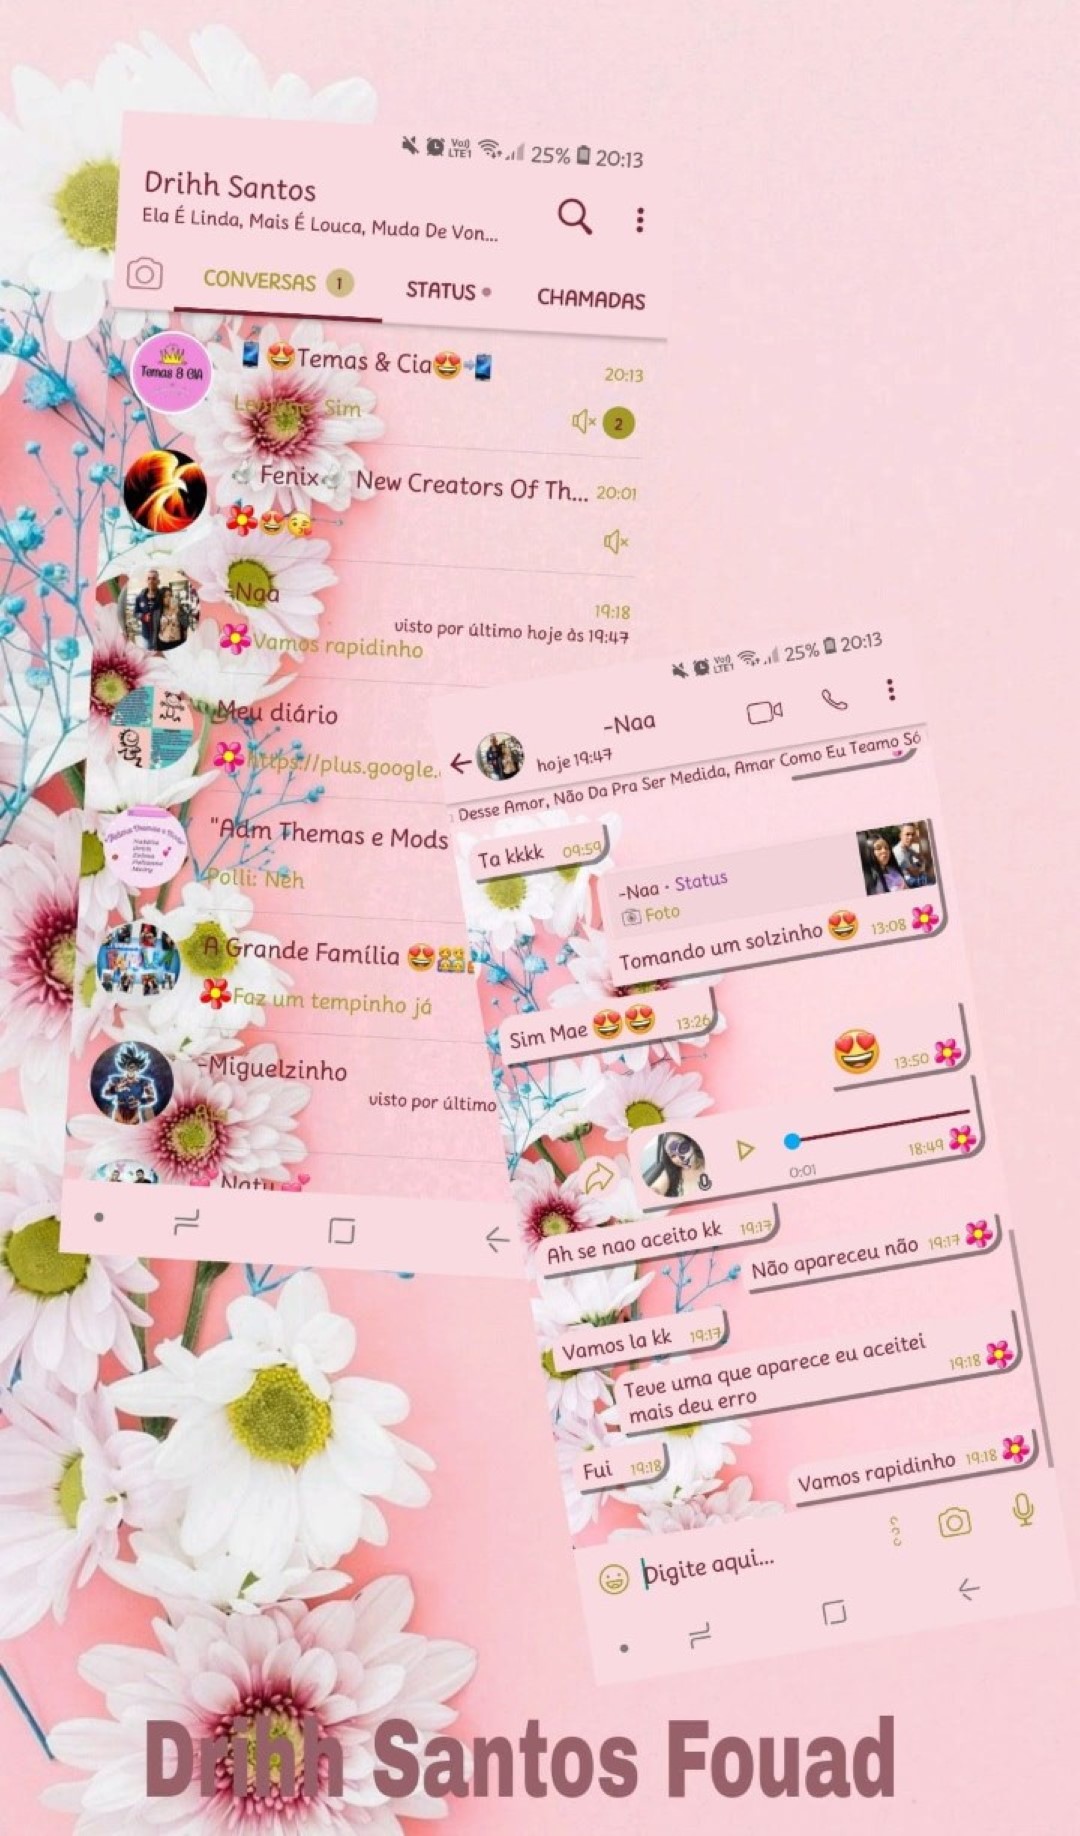 Vo))
LTE1
25%
20:13
Drihh Santos
Ela É Linda, Mais É Louca, Muda De Von...
CONVERSAS 1
STATUS
CHAMADAS
Temas & CIA
Temas & Cia
20:13
Sim
2
Fenix New Creators Of Th...
20:01
-Naa
19:18
visto por último hoje às 19:47
Vamos rapidinho
Meu diário
https://plus.google.
"Adm Themas e Mods
Polli: Neh
A Grande Família 😍
Faz um tempinho já
-Miguelzinho
visto por último
Natu
Vo))
LTE1
25%
20:13
-Naa
hoje 19:47
Desse Amor, Não Da Pra Ser Medida, Amar Como Eu Teamo Só
Ta kkkk 09:59
-Naa · Status
Foto
Tomando um solzinho 😍 13:08
Sim Mae 😍😍 13:26
😍 13:50
0:01
18:49
Ah se nao aceito kk 19:17
Não apareceu não 19:17
Vamos la kk 19:17
Teve uma que aparece eu aceitei
mais deu erro
19:18
Fui 19:18
Vamos rapidinho 19:18
Digite aqui...
Drihh Santos Fouad